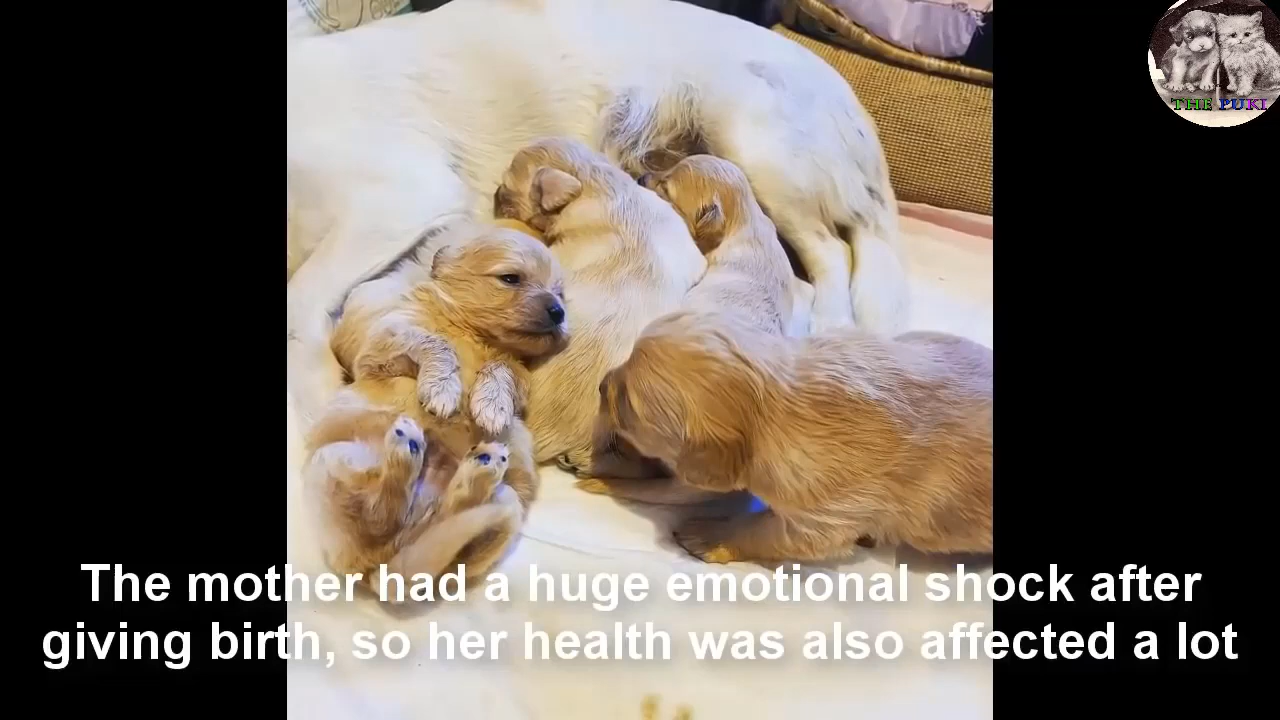 THE PUKI
The mother had a huge emotional shock after
giving birth, so her health was also affected a lot